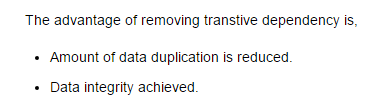 The advantage of removing transtive dependency is,
• Amount of data duplication is reduced.
• Data integrity achieved.